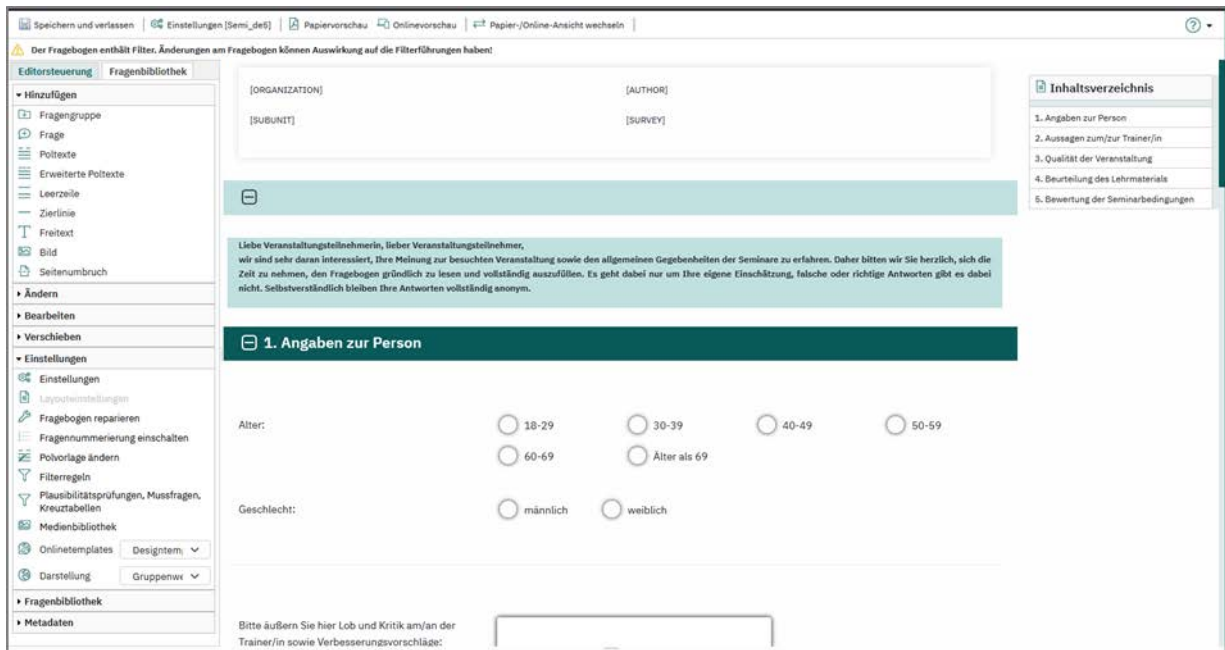 Speichern und verlassen Einstellungen [Semi_de6] Papiervorschau Onlinevorschau Papier-/Online-Ansicht wechseln
Der Fragebogen enthält Filter. Änderungen am Fragebogen können Auswirkung auf die Filterführungen haben!
Editorsteuerung Fragenbibliothek
Hinzufügen
Fragengruppe
Frage
Poltexte
Erweiterte Poltexte
Leerzeile
Zierlinie
Freitext
Bild
Seitenumbruch
Ändern
Bearbeiten
Verschieben
Einstellungen
Einstellungen
Layouteinstellungen
Fragebogen reparieren
Fragennummerierung einschalten
Polvorlage ändern
Filterregeln
Plausibilitätsprüfungen, Mussfragen,
Kreuztabellen
Medienbibliothek
Onlinetemplates Designtem
Darstellung Gruppenwe
Fragenbibliothek
Metadaten
[ORGANIZATION] [AUTHOR]
[SUBUNIT] [SURVEY]
Liebe Veranstaltungsteilnehmerin, lieber Veranstaltungsteilnehmer,
wir sind sehr daran interessiert, Ihre Meinung zur besuchten Veranstaltung sowie den allgemeinen Gegebenheiten der Seminare zu erfahren. Daher bitten wir Sie herzlich, sich die
Zeit zu nehmen, den Fragebogen gründlich zu lesen und vollständig auszufüllen. Es geht dabei nur um Ihre eigene Einschätzung, falsche oder richtige Antworten gibt es dabei
nicht. Selbstverständlich bleiben Ihre Antworten vollständig anonym.
1. Angaben zur Person
Alter: 18-29 30-39 40-49 50-59
60-69 Älter als 69
Geschlecht: männlich weiblich
Bitte äußern Sie hier Lob und Kritik am/an der
Trainer/in sowie Verbesserungsvorschläge:
Inhaltsverzeichnis
1. Angaben zur Person
2. Aussagen zum/zur Trainer/in
3. Qualität der Veranstaltung
4. Beurteilung des Lehrmaterials
5. Bewertung der Seminarbedingungen